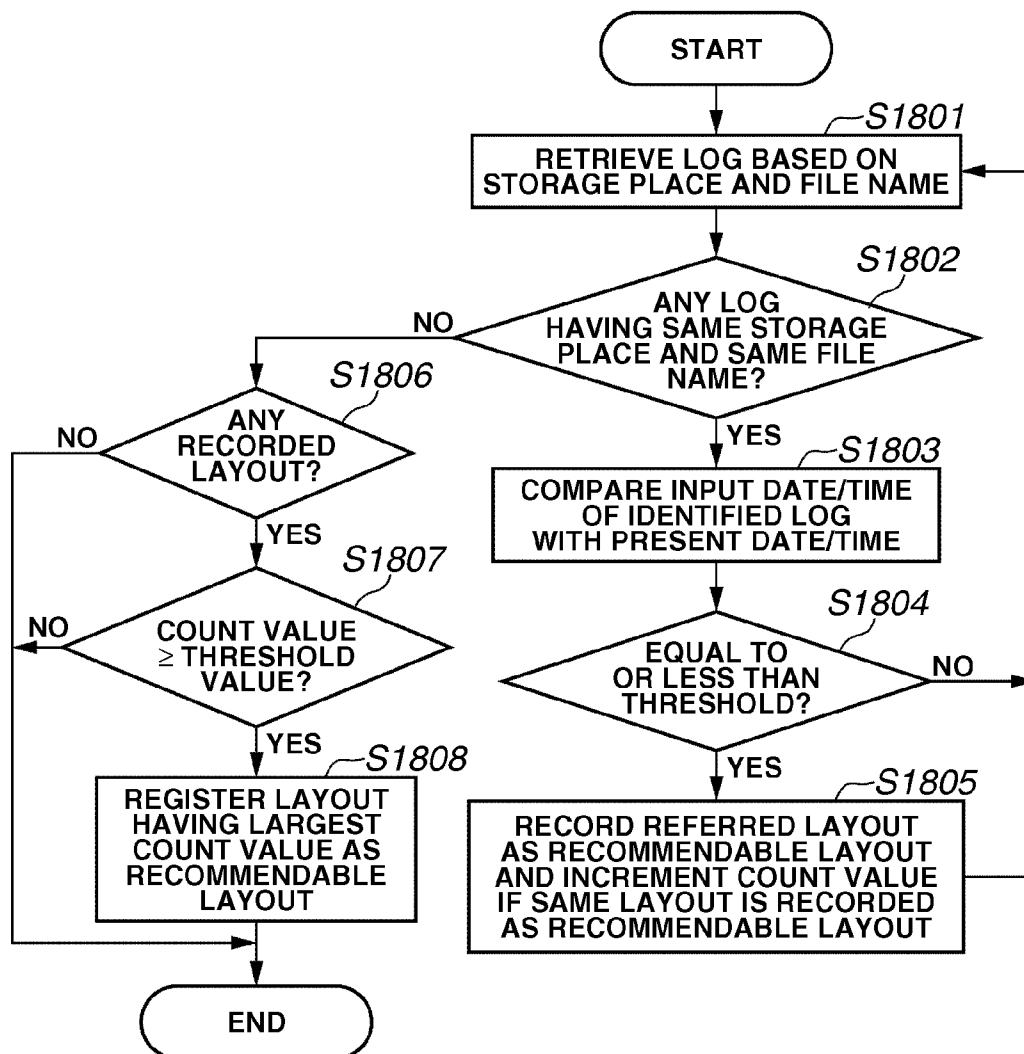 START
S1801
RETRIEVE LOG BASED ON
STORAGE PLACE AND FILE NAME
S1802
ANY LOG
HAVING SAME STORAGE
PLACE AND SAME FILE
NAME?
NO
YES
S1806
ANY
RECORDED
LAYOUT?
NO
YES
S1803
COMPARE INPUT DATE/TIME
OF IDENTIFIED LOG
WITH PRESENT DATE/TIME
S1807
COUNT VALUE
≥ THRESHOLD
VALUE?
NO
YES
S1804
EQUAL TO
OR LESS THAN
THRESHOLD?
NO
YES
S1808
REGISTER LAYOUT
HAVING LARGEST
COUNT VALUE AS
RECOMMENDABLE
LAYOUT
S1805
RECORD REFERRED LAYOUT
AS RECOMMENDABLE LAYOUT
AND INCREMENT COUNT VALUE
IF SAME LAYOUT IS RECORDED
AS RECOMMENDABLE LAYOUT
END